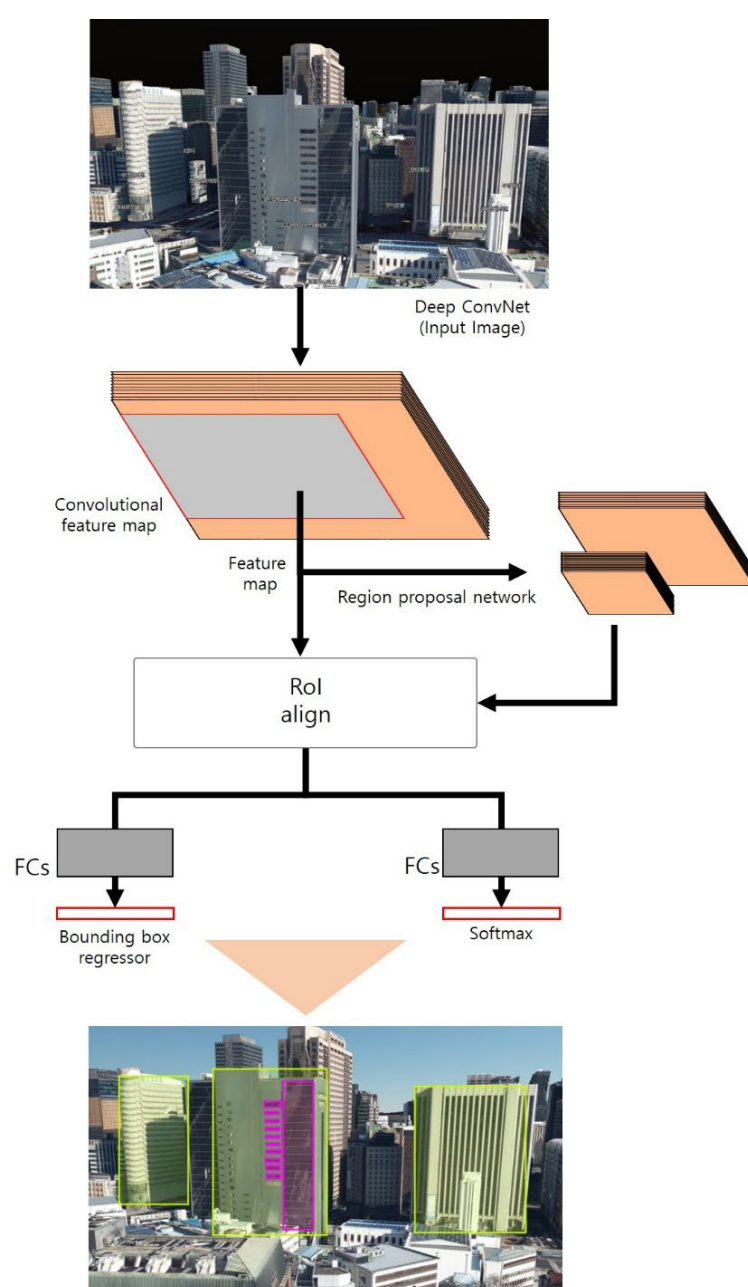 Deep ConvNet
(Input Image)
Convolutional
feature map
Feature
map
Region proposal network
RoI
align
FCs
FCs
Bounding box
regressor
Softmax